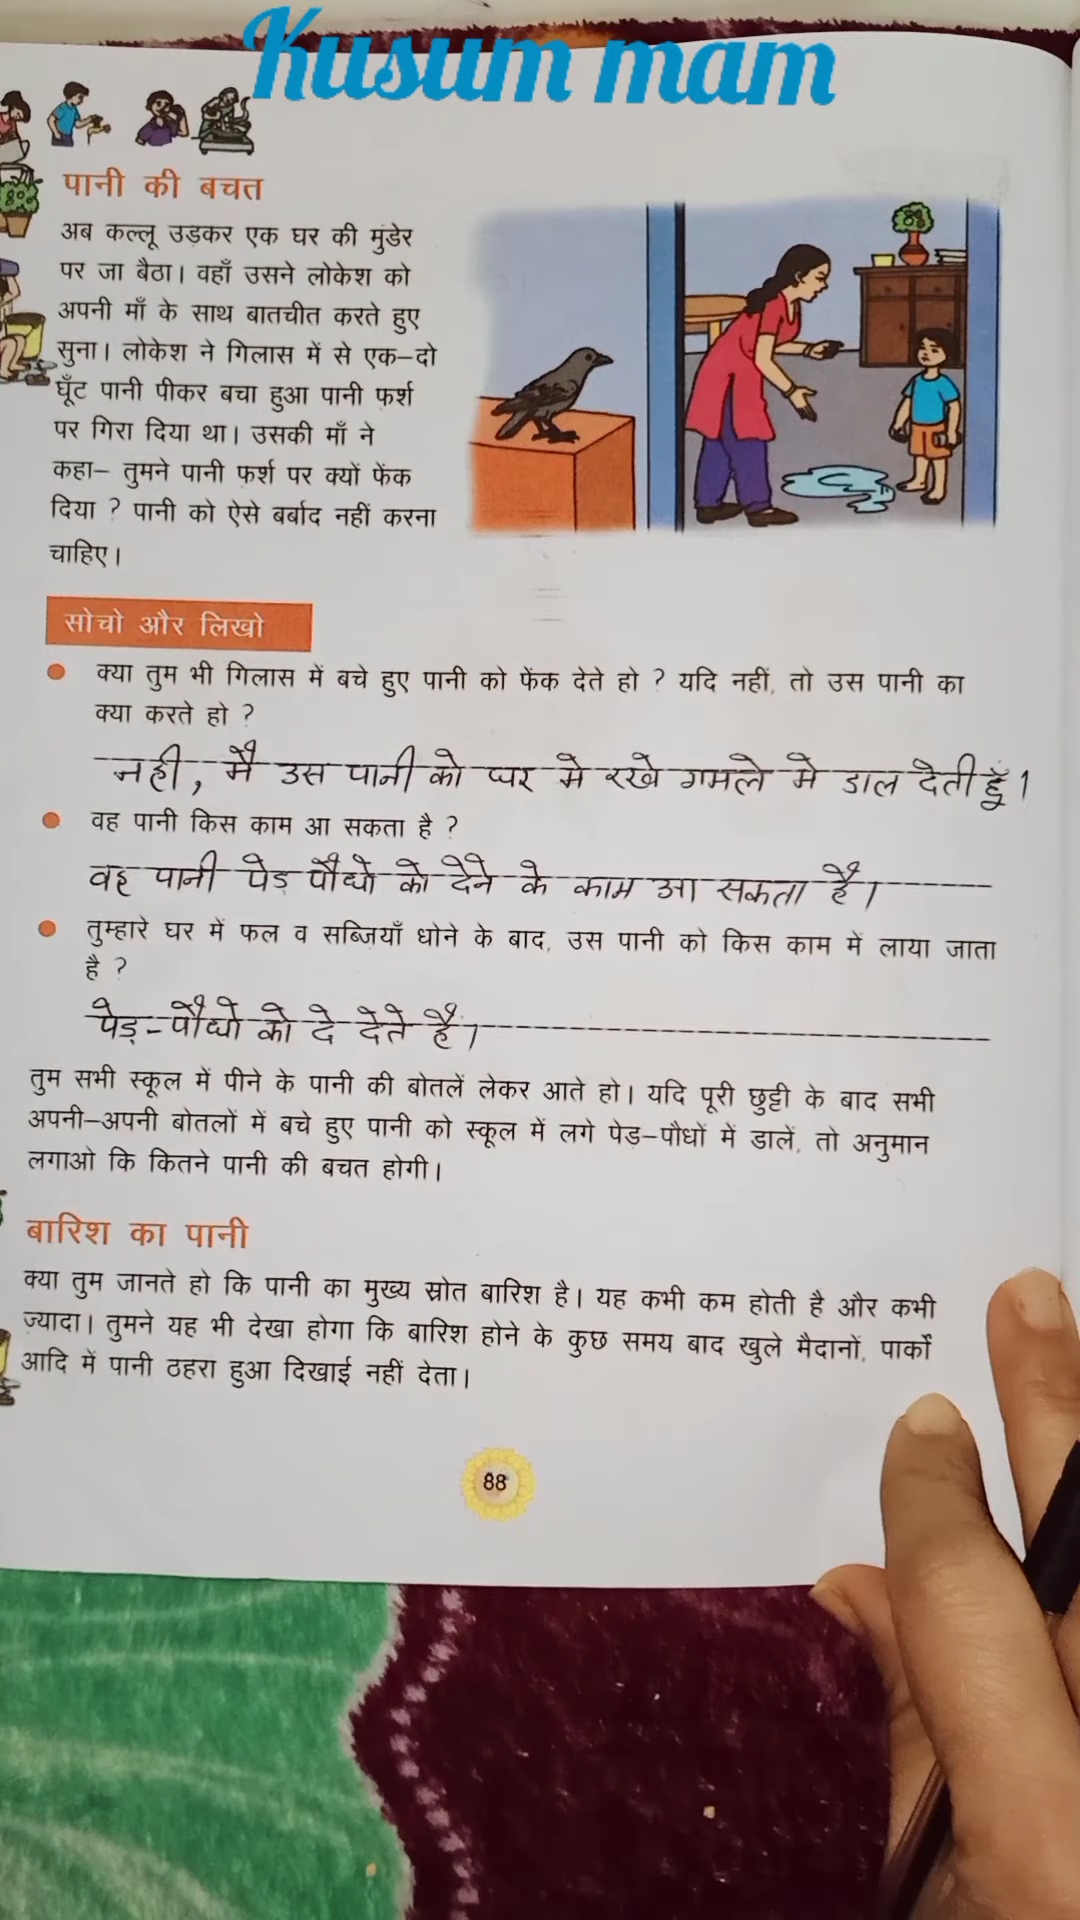 Kusum mam
पानी की बचत
अब कल्लू उड़कर एक घर की मुंडेर
पर जा बैठा। वहाँ उसने लोकेश को
अपनी माँ के साथ बातचीत करते हुए
सुना। लोकेश ने गिलास में से एक–दो
घूँट पानी पीकर बचा हुआ पानी फ़र्श
पर गिरा दिया था। उसकी माँ ने
कहा– तुमने पानी फ़र्श पर क्यों फेंक
दिया ? पानी को ऐसे बर्बाद नहीं करना
चाहिए।
सोचो और लिखो
क्या तुम भी गिलास में बचे हुए पानी को फेंक देते हो ? यदि नहीं, तो उस पानी का
क्या करते हो ?
नही, मै उस पानी को घर मे रखे गमले मे डाल देती हूँ।
वह पानी किस काम आ सकता है ?
वह पानी पेड़ पौधो को देने के काम आ सकता है।
तुम्हारे घर में फल व सब्जियाँ धोने के बाद, उस पानी को किस काम में लाया जाता
है ?
पेड़-पौधो को दे देते है।
तुम सभी स्कूल में पीने के पानी की बोतलें लेकर आते हो। यदि पूरी छुट्टी के बाद सभी
अपनी–अपनी बोतलों में बचे हुए पानी को स्कूल में लगे पेड़–पौधों में डालें, तो अनुमान
लगाओ कि कितने पानी की बचत होगी।
बारिश का पानी
क्या तुम जानते हो कि पानी का मुख्य स्रोत बारिश है। यह कभी कम होती है और कभी
ज़्यादा। तुमने यह भी देखा होगा कि बारिश होने के कुछ समय बाद खुले मैदानों, पार्कों
आदि में पानी ठहरा हुआ दिखाई नहीं देता।
88